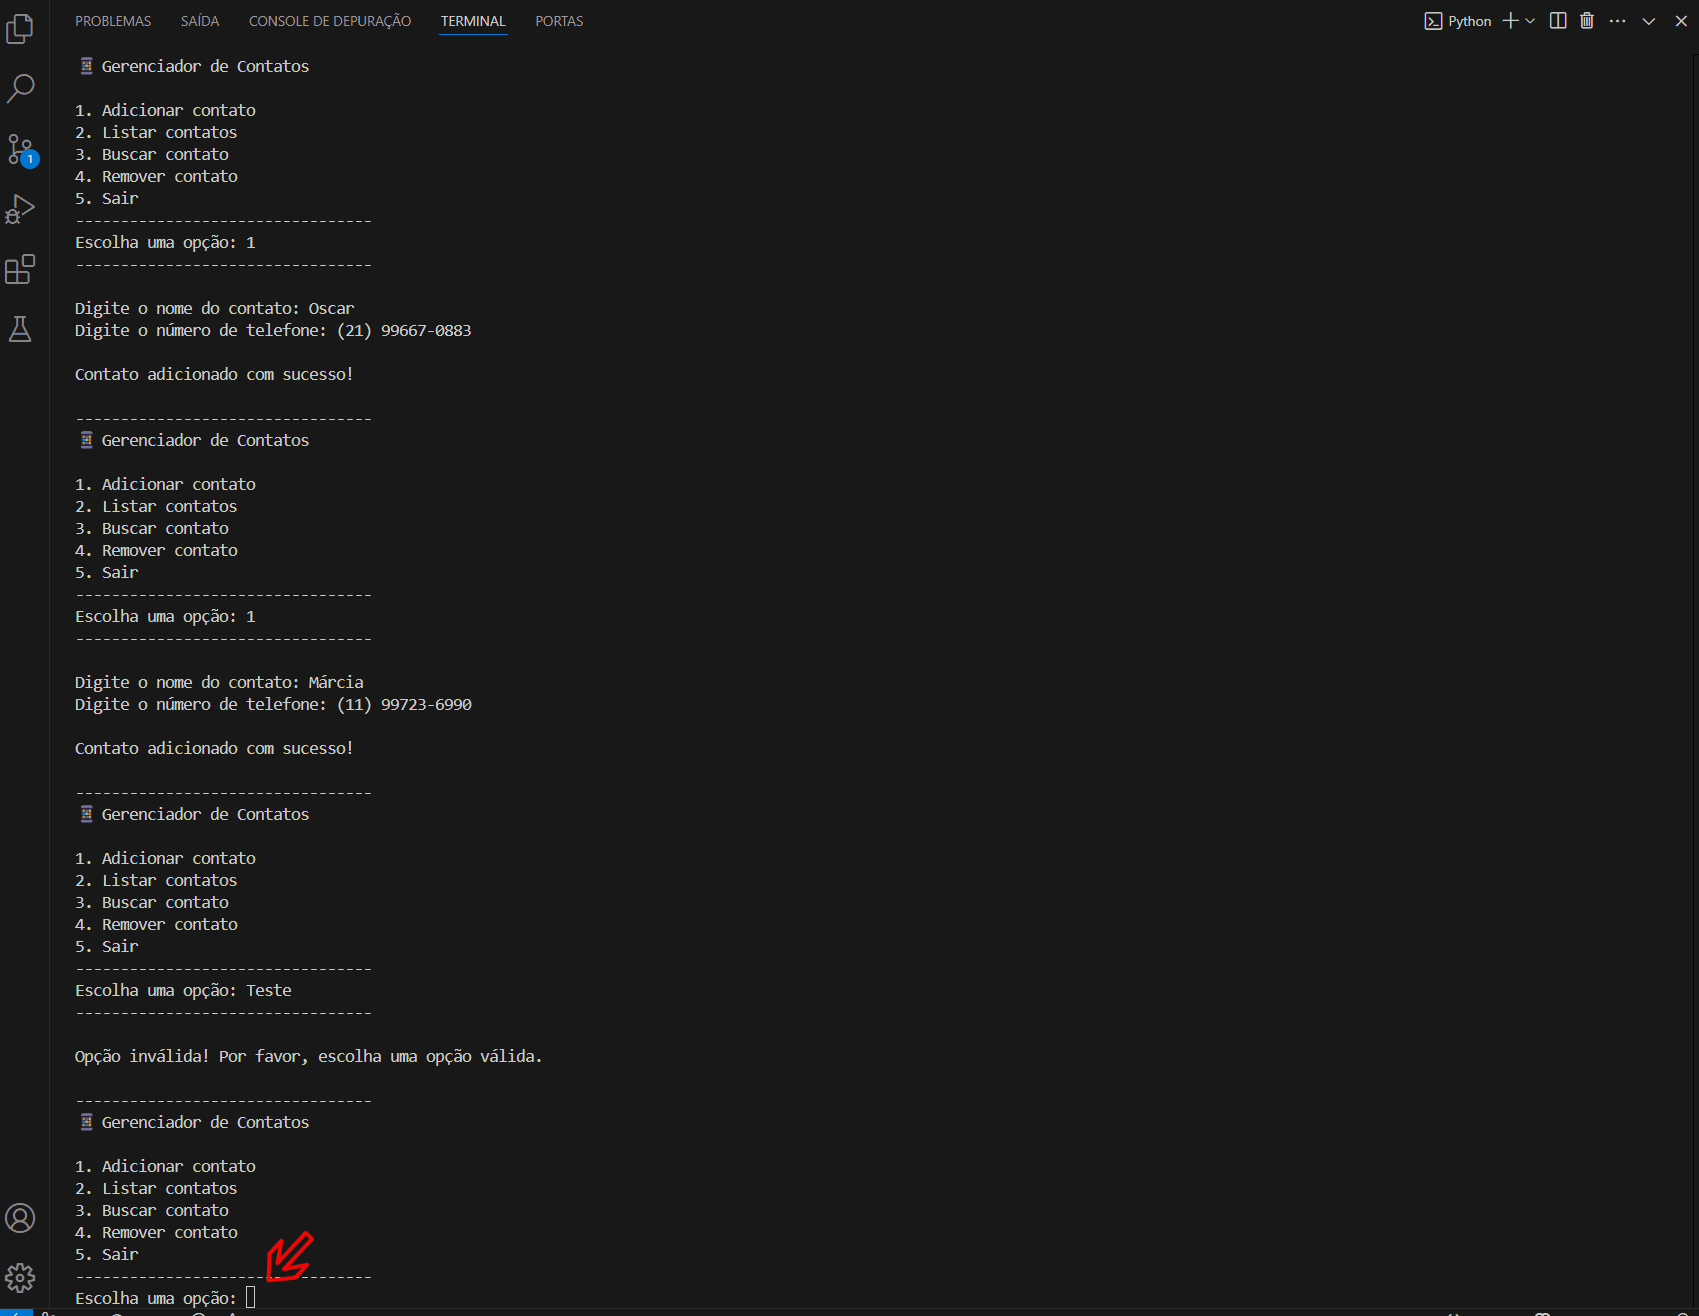 PROBLEMAS SAÍDA CONSOLE DE DEPURAÇÃO TERMINAL PORTAS Python
Gerenciador de Contatos
1. Adicionar contato
2. Listar contatos
3. Buscar contato
4. Remover contato
5. Sair
---------------------------------
Escolha uma opção: 1
---------------------------------
Digite o nome do contato: Oscar
Digite o número de telefone: (21) 99667-0883
Contato adicionado com sucesso!
---------------------------------
Gerenciador de Contatos
1. Adicionar contato
2. Listar contatos
3. Buscar contato
4. Remover contato
5. Sair
---------------------------------
Escolha uma opção: 1
---------------------------------
Digite o nome do contato: Márcia
Digite o número de telefone: (11) 99723-6990
Contato adicionado com sucesso!
---------------------------------
Gerenciador de Contatos
1. Adicionar contato
2. Listar contatos
3. Buscar contato
4. Remover contato
5. Sair
---------------------------------
Escolha uma opção: Teste
---------------------------------
Opção inválida! Por favor, escolha uma opção válida.
---------------------------------
Gerenciador de Contatos
1. Adicionar contato
2. Listar contatos
3. Buscar contato
4. Remover contato
5. Sair
---------------------------------
Escolha uma opção:
1